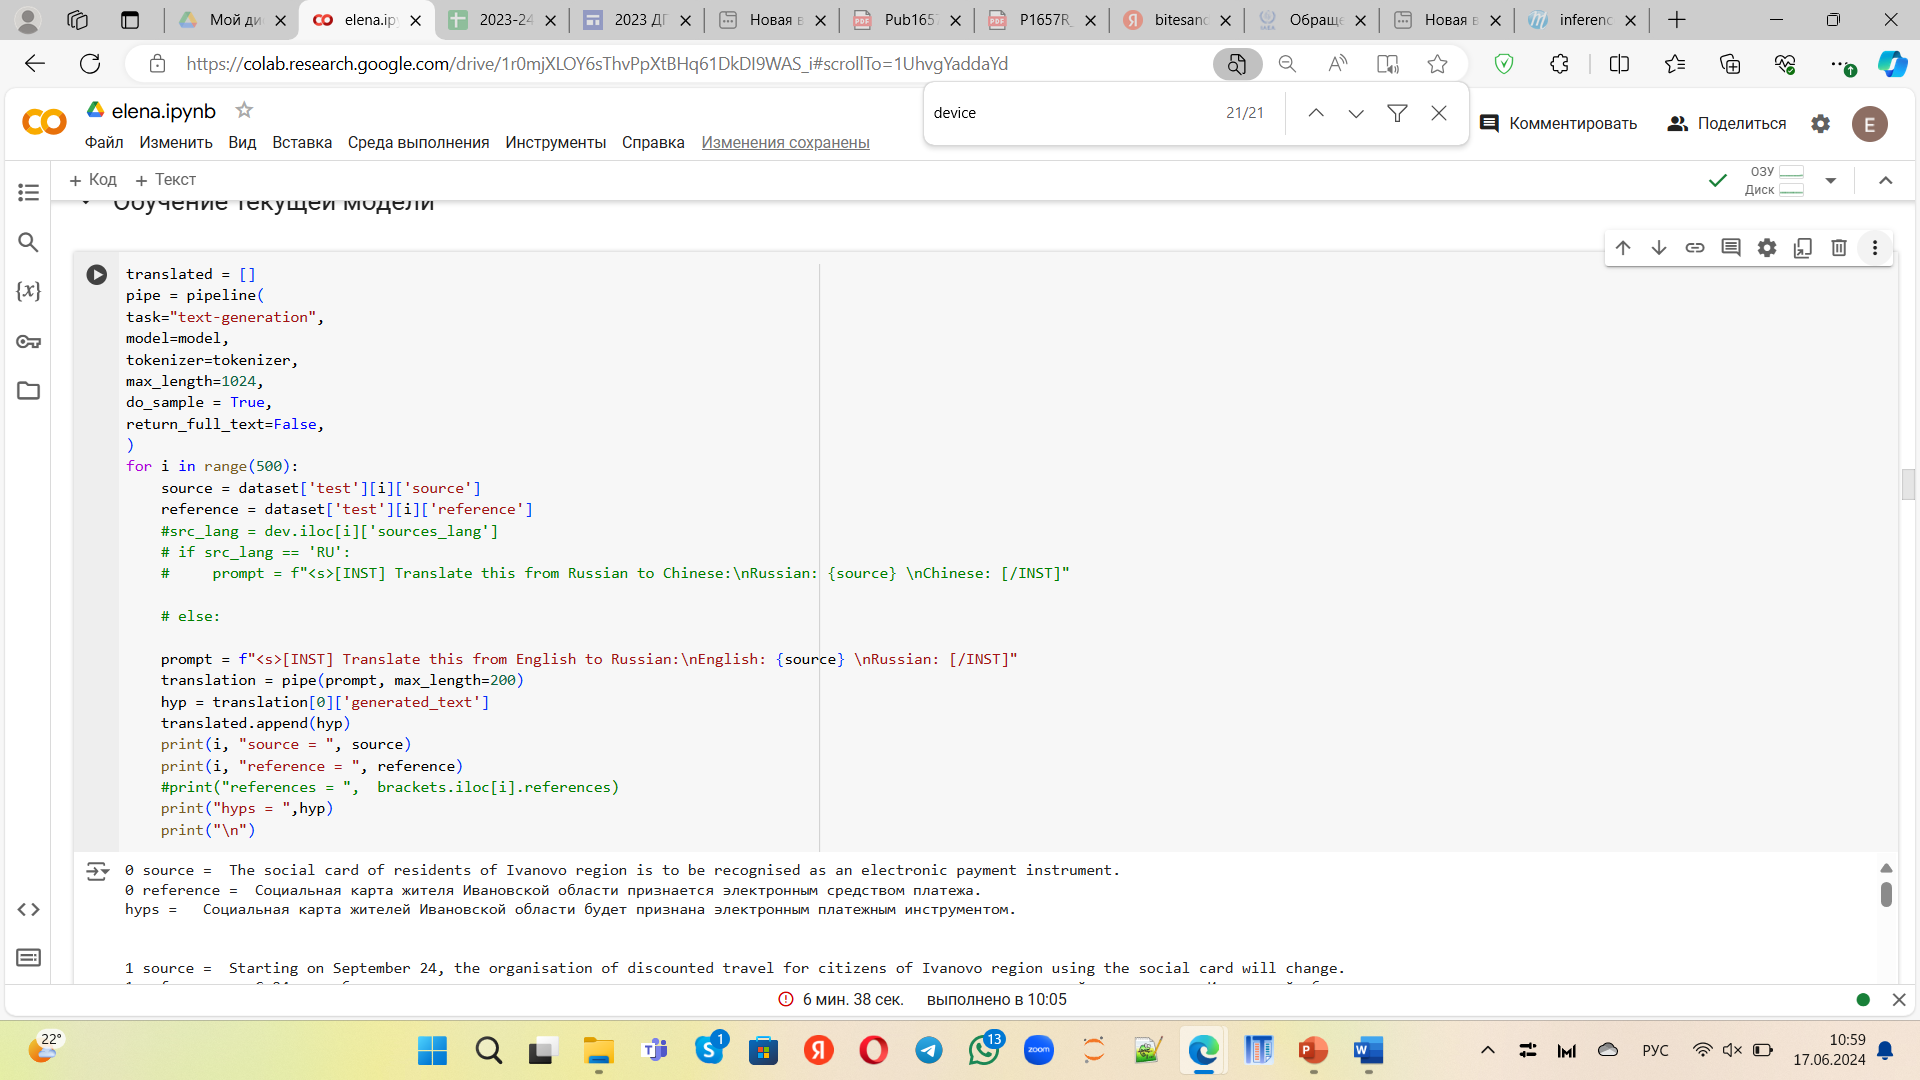 Мой ди
elena.ip
2023-24
2023 ДГ
Новая в
Pub165
P1657R_
bitesand
Обраще
Новая в
inferenc
https://colab.research.google.com/drive/1r0mjXLOY6sThvPpXtBHq61DkDI9WAS_i#scrollTo=1UhvgYaddaYd
device
21/21
elena.ipynb
Комментировать
Поделиться
E
Файл Изменить Вид Вставка Среда выполнения Инструменты Справка Изменения сохранены
+ Код + Текст
ОЗУ
Диск
Обучение текущей модели
translated = []
pipe = pipeline(
task="text-generation",
model=model,
tokenizer=tokenizer,
max_length=1024,
do_sample = True,
return_full_text=False,
)
for i in range(500):
source = dataset['test'][i]['source']
reference = dataset['test'][i]['reference']
#src_lang = dev.iloc[i]['sources_lang']
# if src_lang == 'RU':
#     prompt = f"<s>[INST] Translate this from Russian to Chinese:\nRussian: {source} \nChinese: [/INST]"
# else:
prompt = f"<s>[INST] Translate this from English to Russian:\nEnglish: {source} \nRussian: [/INST]"
translation = pipe(prompt, max_length=200)
hyp = translation[0]['generated_text']
translated.append(hyp)
print(i, "source = ", source)
print(i, "reference = ", reference)
#print("references = ",  brackets.iloc[i].references)
print("hyps = ",hyp)
print("\n")
0 source =  The social card of residents of Ivanovo region is to be recognised as an electronic payment instrument.
0 reference =  Социальная карта жителя Ивановской области признается электронным средством платежа.
hyps =   Социальная карта жителей Ивановской области будет признана электронным платежным инструментом.
1 source =  Starting on September 24, the organisation of discounted travel for citizens of Ivanovo region using the social card will change.
6 мин. 38 сек. выполнено в 10:05
22°
1
13
zoom
РУС
10:59
17.06.2024